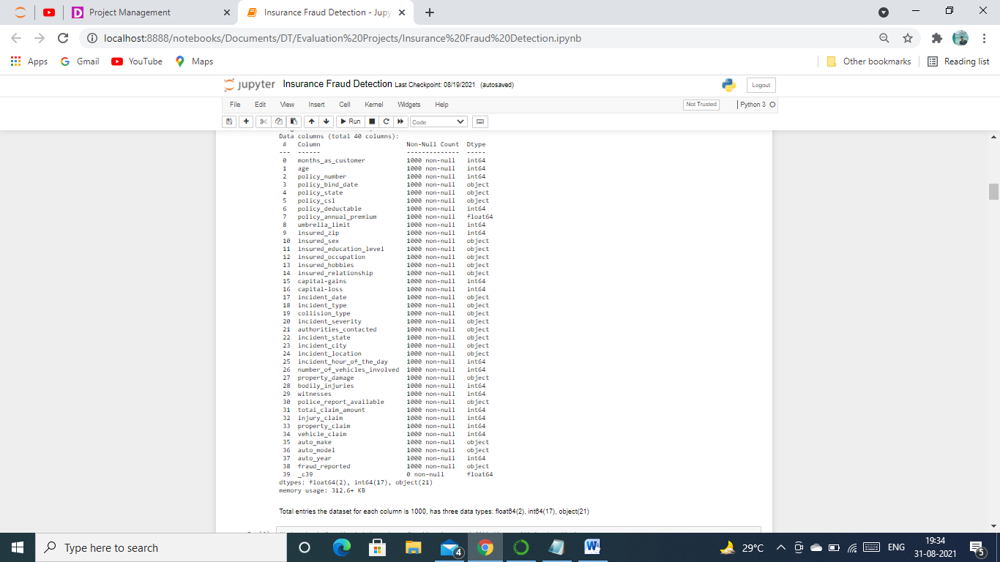 Project Management
Insurance Fraud Detection - Jupy
localhost:8888/notebooks/Documents/DT/Evaluation%20Projects/Insurance%20Fraud%20Detection.ipynb
Apps Gmail YouTube Maps Other bookmarks Reading list
jupyter Insurance Fraud Detection Last Checkpoint: 08/19/2021 (autosaved) Logout
File Edit View Insert Cell Kernel Widgets Help Not Trusted Python 3
Run Code
Data columns (total 40 columns):
# Column Non-Null Count Dtype
--- ------ -------------- -----
0 months_as_customer 1000 non-null int64
1 age 1000 non-null int64
2 policy_number 1000 non-null int64
3 policy_bind_date 1000 non-null object
4 policy_state 1000 non-null object
5 policy_csl 1000 non-null object
6 policy_deductable 1000 non-null int64
7 policy_annual_premium 1000 non-null float64
8 umbrella_limit 1000 non-null int64
9 insured_zip 1000 non-null int64
10 insured_sex 1000 non-null object
11 insured_education_level 1000 non-null object
12 insured_occupation 1000 non-null object
13 insured_hobbies 1000 non-null object
14 insured_relationship 1000 non-null object
15 capital-gains 1000 non-null int64
16 capital-loss 1000 non-null int64
17 incident_date 1000 non-null object
18 incident_type 1000 non-null object
19 collision_type 1000 non-null object
20 incident_severity 1000 non-null object
21 authorities_contacted 1000 non-null object
22 incident_state 1000 non-null object
23 incident_city 1000 non-null object
24 incident_location 1000 non-null object
25 incident_hour_of_the_day 1000 non-null int64
26 number_of_vehicles_involved 1000 non-null int64
27 property_damage 1000 non-null object
28 bodily_injuries 1000 non-null int64
29 witnesses 1000 non-null int64
30 police_report_available 1000 non-null object
31 total_claim_amount 1000 non-null int64
32 injury_claim 1000 non-null int64
33 property_claim 1000 non-null int64
34 vehicle_claim 1000 non-null int64
35 auto_make 1000 non-null object
36 auto_model 1000 non-null object
37 auto_year 1000 non-null int64
38 fraud_reported 1000 non-null object
39 _c39 0 non-null float64
dtypes: float64(2), int64(17), object(21)
memory usage: 312.6+ KB
Total entries the dataset for each column is 1000, has three data types: float64(2), int64(17), object(21)
Type here to search
4
29°C
ENG
19:34
31-08-2021
5